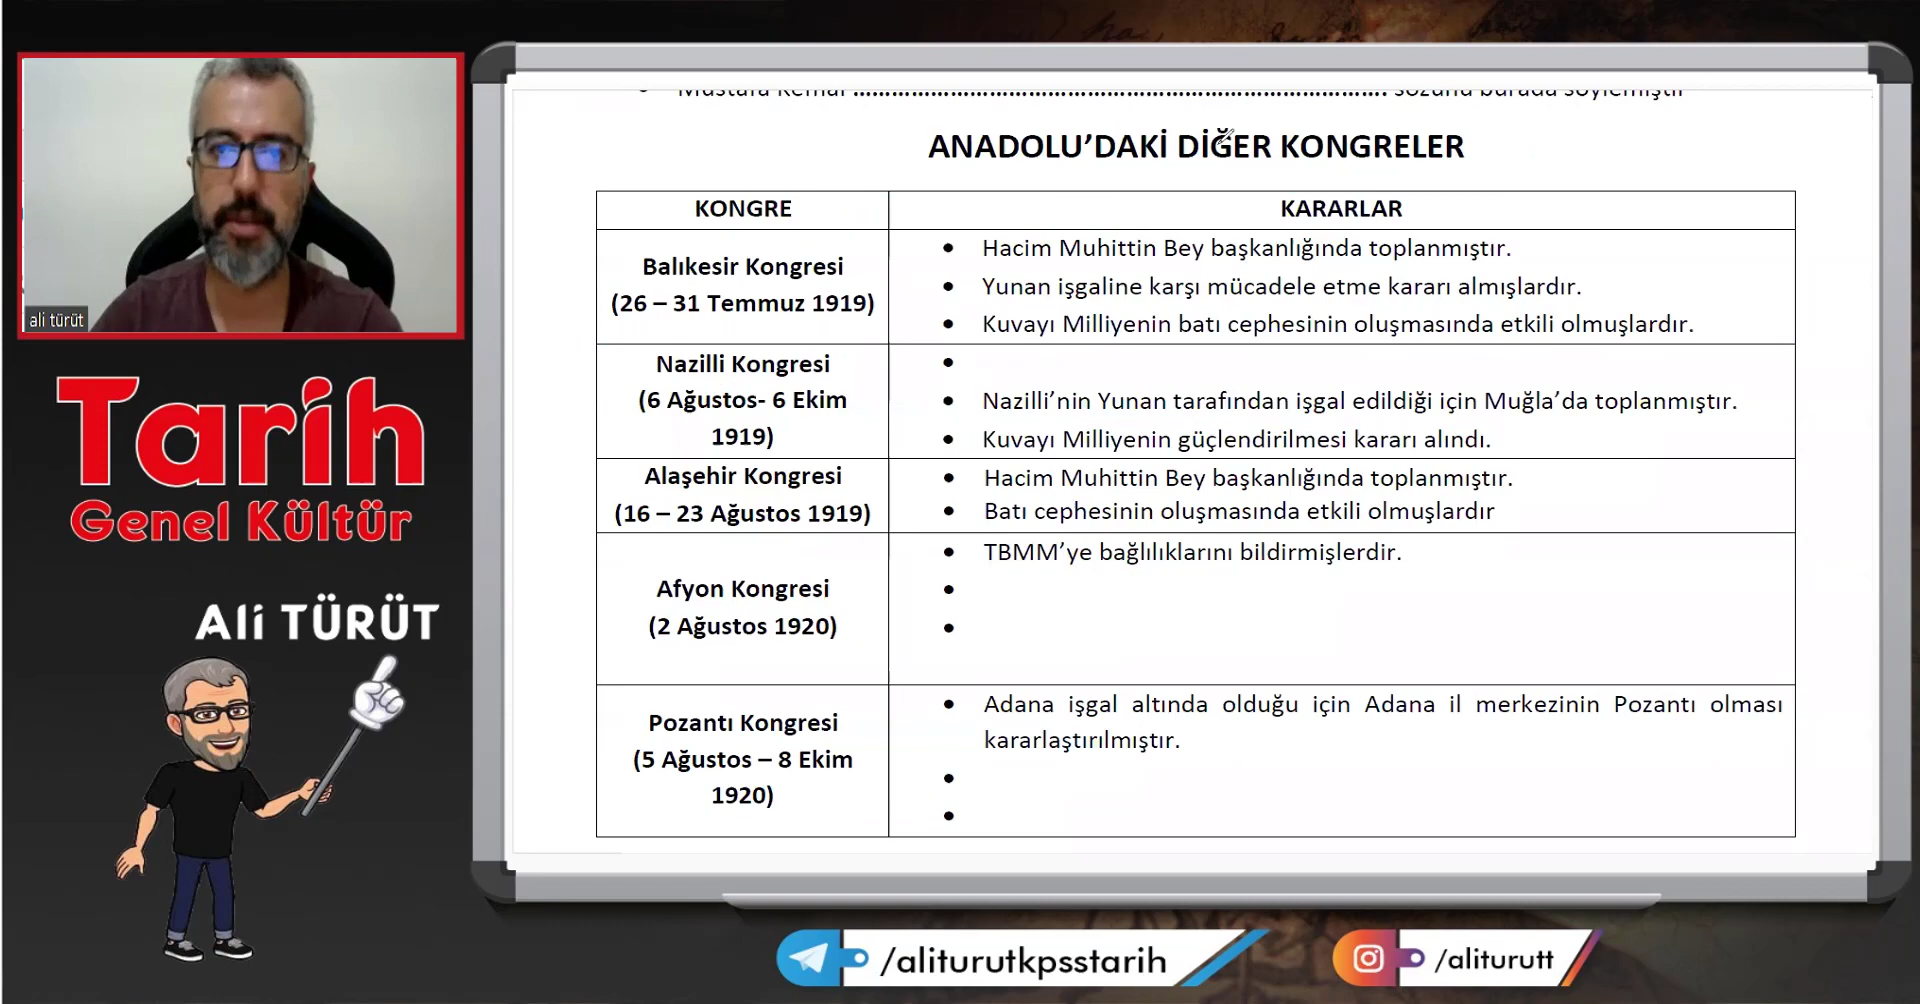 ali türüt
Tarih
Genel Kültür
Ali TÜRÜT
• Mustafa Kemal ................................................................................ sözünü burada söylemiştir
ANADOLU’DAKİ DİĞER KONGRELER
KONGRE
KARARLAR
Balıkesir Kongresi
(26 – 31 Temmuz 1919)
• Hacim Muhittin Bey başkanlığında toplanmıştır.
• Yunan işgaline karşı mücadele etme kararı almışlardır.
• Kuvayı Milliyenin batı cephesinin oluşmasında etkili olmuşlardır.
Nazilli Kongresi
(6 Ağustos- 6 Ekim
1919)
•
• Nazilli’nin Yunan tarafından işgal edildiği için Muğla’da toplanmıştır.
• Kuvayı Milliyenin güçlendirilmesi kararı alındı.
Alaşehir Kongresi
(16 – 23 Ağustos 1919)
• Hacim Muhittin Bey başkanlığında toplanmıştır.
• Batı cephesinin oluşmasında etkili olmuşlardır
Afyon Kongresi
(2 Ağustos 1920)
• TBMM’ye bağlılıklarını bildirmişlerdir.
•
•
Pozantı Kongresi
(5 Ağustos – 8 Ekim
1920)
• Adana işgal altında olduğu için Adana il merkezinin Pozantı olması
kararlaştırılmıştır.
•
•
/aliturutkpsstarih
/aliturutt